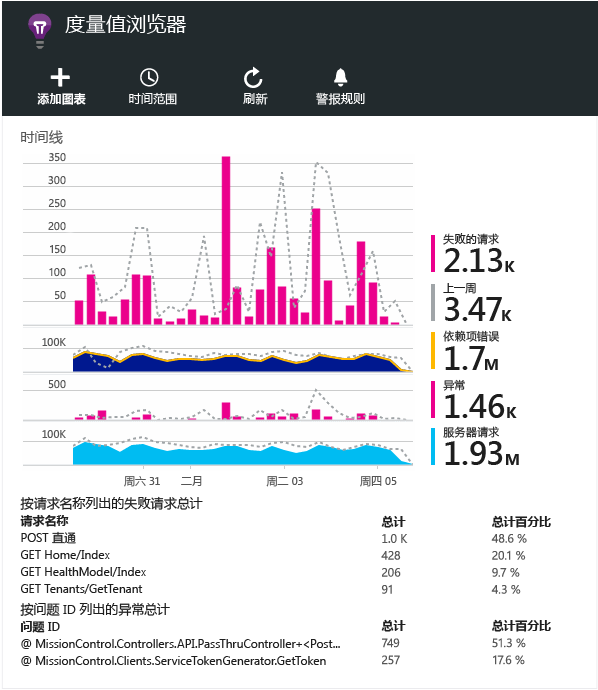 度量值浏览器
添加图表 时间范围 刷新 警报规则
时间线
350
300
250
200
150
100
50
100K
500
100K
周六 31 二月 周二 03 周四 05
失败的请求
2.13K
上一周
3.47K
依赖项错误
1.7M
异常
1.46K
服务器请求
1.93M
按请求名称列出的失败请求总计
请求名称 总计 总计百分比
POST 直通 1.0 K 48.6 %
GET Home/Index 428 20.1 %
GET HealthModel/Index 206 9.7 %
GET Tenants/GetTenant 91 4.3 %
按问题 ID 列出的异常总计
问题 ID 总计 总计百分比
@ MissionControl.Controllers.API.PassThruController+<Post... 749 51.3 %
@ MissionControl.Clients.ServiceTokenGenerator.GetToken 257 17.6 %